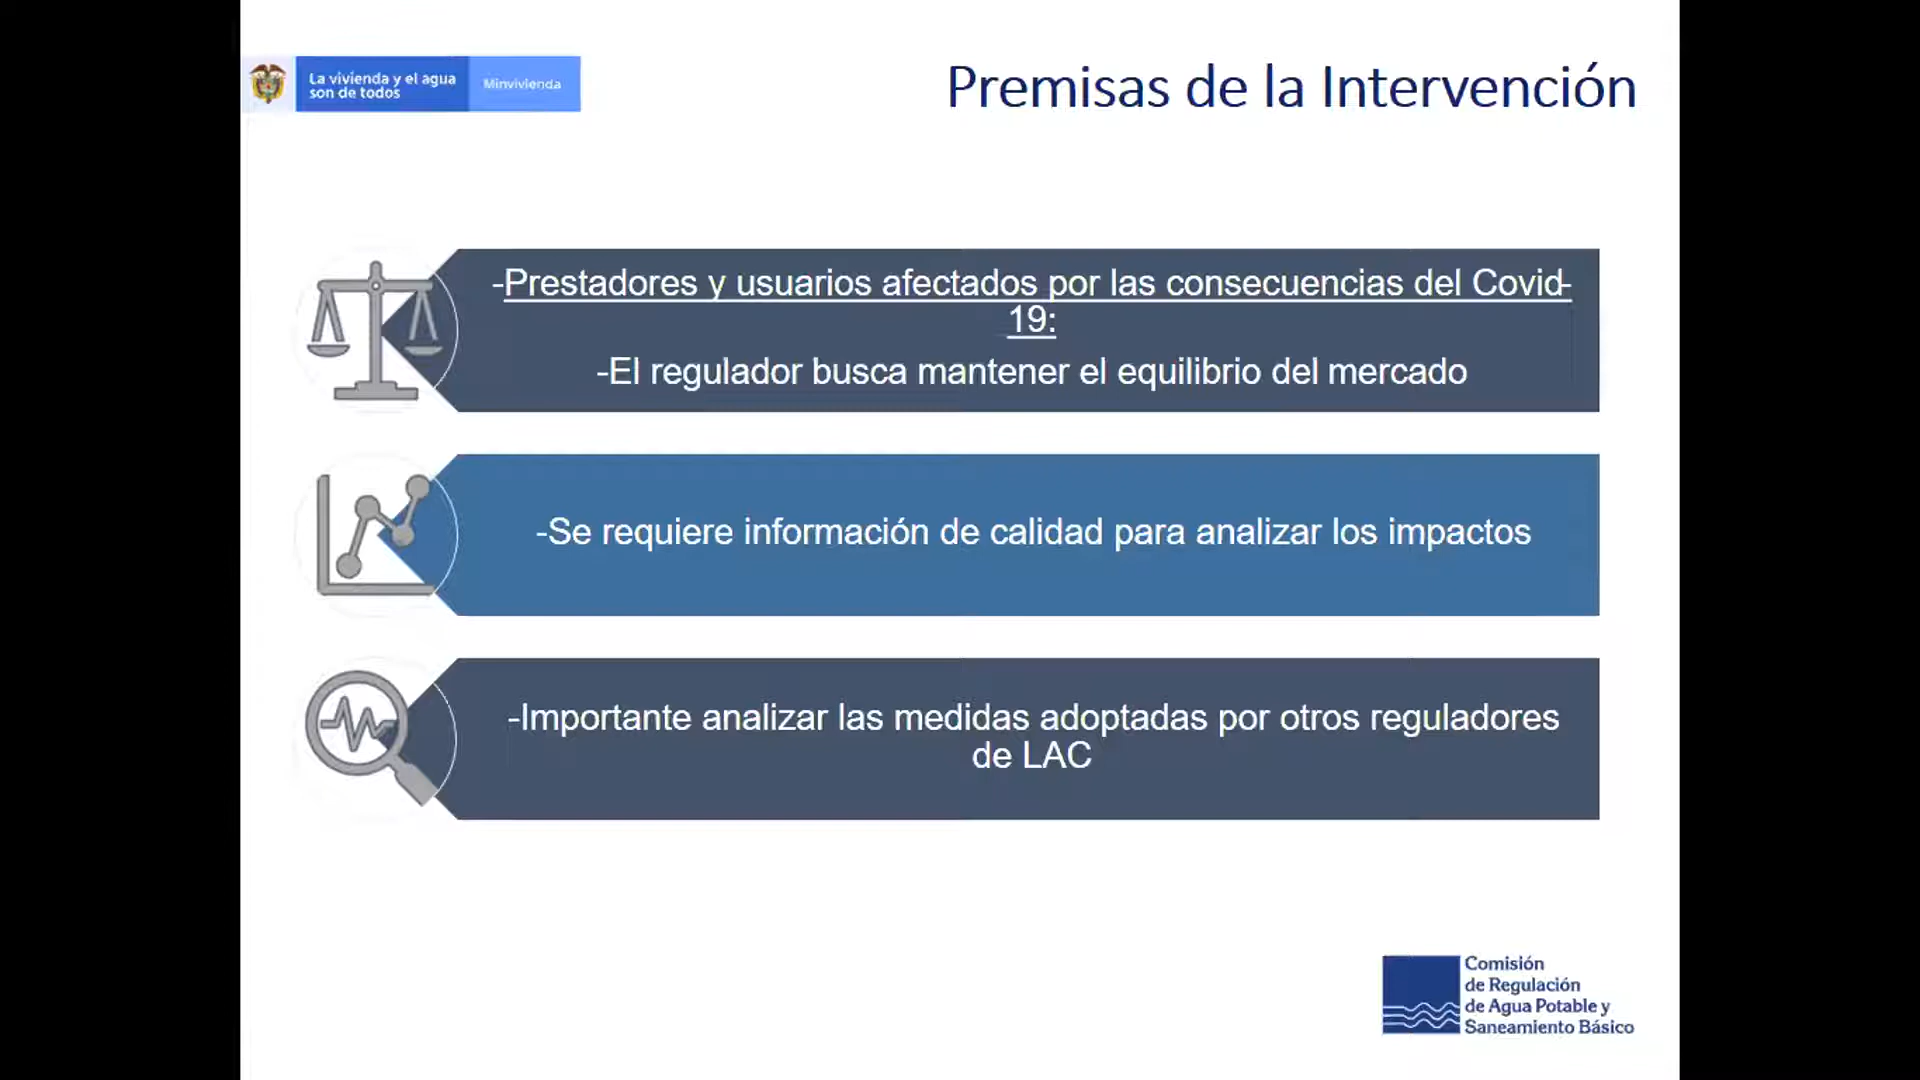 La vivienda y el agua
son de todos
Minvivienda
Premisas de la Intervención
-Prestadores y usuarios afectados por las consecuencias del Covid-
19:
-El regulador busca mantener el equilibrio del mercado
-Se requiere información de calidad para analizar los impactos
-Importante analizar las medidas adoptadas por otros reguladores
de LAC
Comisión
de Regulación
de Agua Potable y
Saneamiento Básico